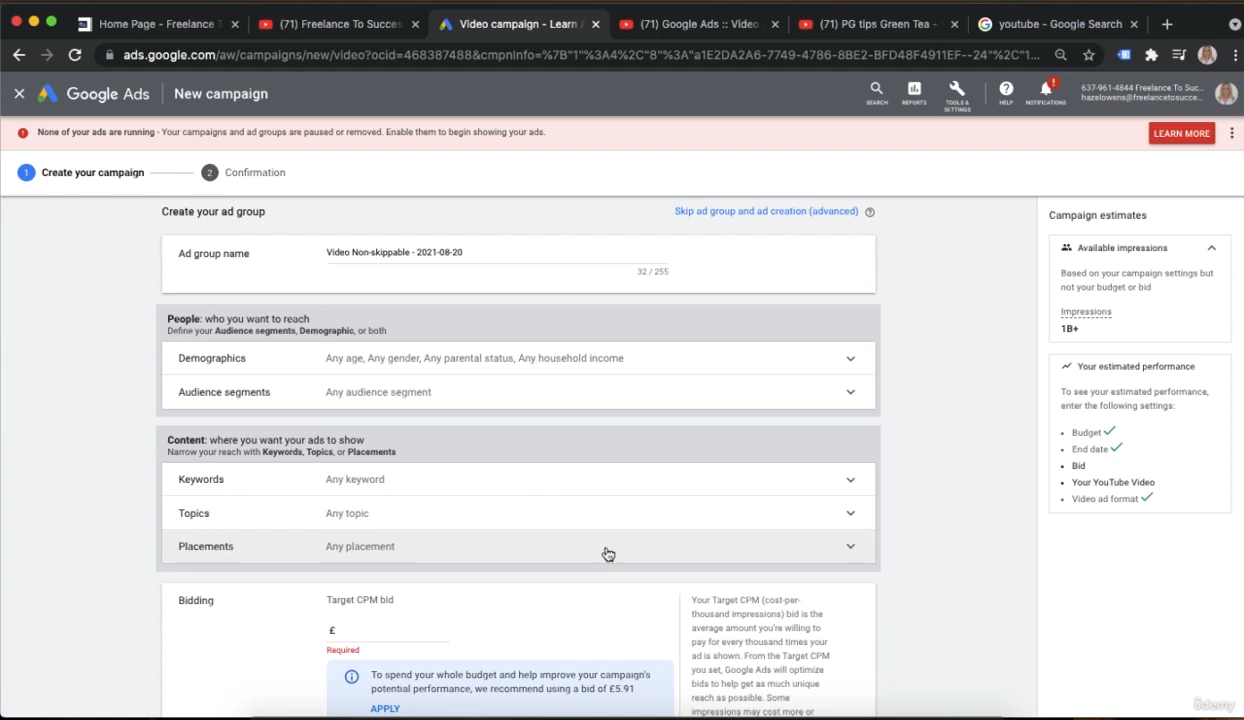 Home Page - Freelance T
(71) Freelance To Succes
Video campaign - Learn
(71) Google Ads :: Video
(71) PG tips Green Tea -
youtube - Google Search
ads.google.com/aw/campaigns/new/video?ocid=468387488&cmpnInfo=%7B"1"%3A4%2C"8"%3A"a1E2DA2A6-7749-4786-8BE2-BFD48F4911EF--24"%2C"1...
Google Ads
New campaign
SEARCH
REPORTS
TOOLS & SETTINGS
HELP
NOTIFICATIONS
637-961-4844 Freelance To Suc...
hazelowens@freelancetosucce...
None of your ads are running - Your campaigns and ad groups are paused or removed. Enable them to begin showing your ads.
LEARN MORE
1 Create your campaign
2 Confirmation
Create your ad group
Skip ad group and ad creation (advanced)
Ad group name
Video Non-skippable - 2021-08-20
32 / 255
People: who you want to reach
Define your Audience segments, Demographic, or both
Demographics
Any age, Any gender, Any parental status, Any household income
Audience segments
Any audience segment
Content: where you want your ads to show
Narrow your reach with Keywords, Topics, or Placements
Keywords
Any keyword
Topics
Any topic
Placements
Any placement
Bidding
Target CPM bid
£
Required
To spend your whole budget and help improve your campaign's
potential performance, we recommend using a bid of £5.91
APPLY
Your Target CPM (cost-per-
thousand impressions) bid is the
average amount you're willing to
pay for every thousand times your
ad is shown. From the Target CPM
you set, Google Ads will optimize
bids to help get as much unique
reach as possible. Some
impressions may cost more or
Campaign estimates
Available impressions
Based on your campaign settings but
not your budget or bid
Impressions
1B+
Your estimated performance
To see your estimated performance,
enter the following settings:
Budget
End date
Bid
Your YouTube Video
Video ad format
ûdemy